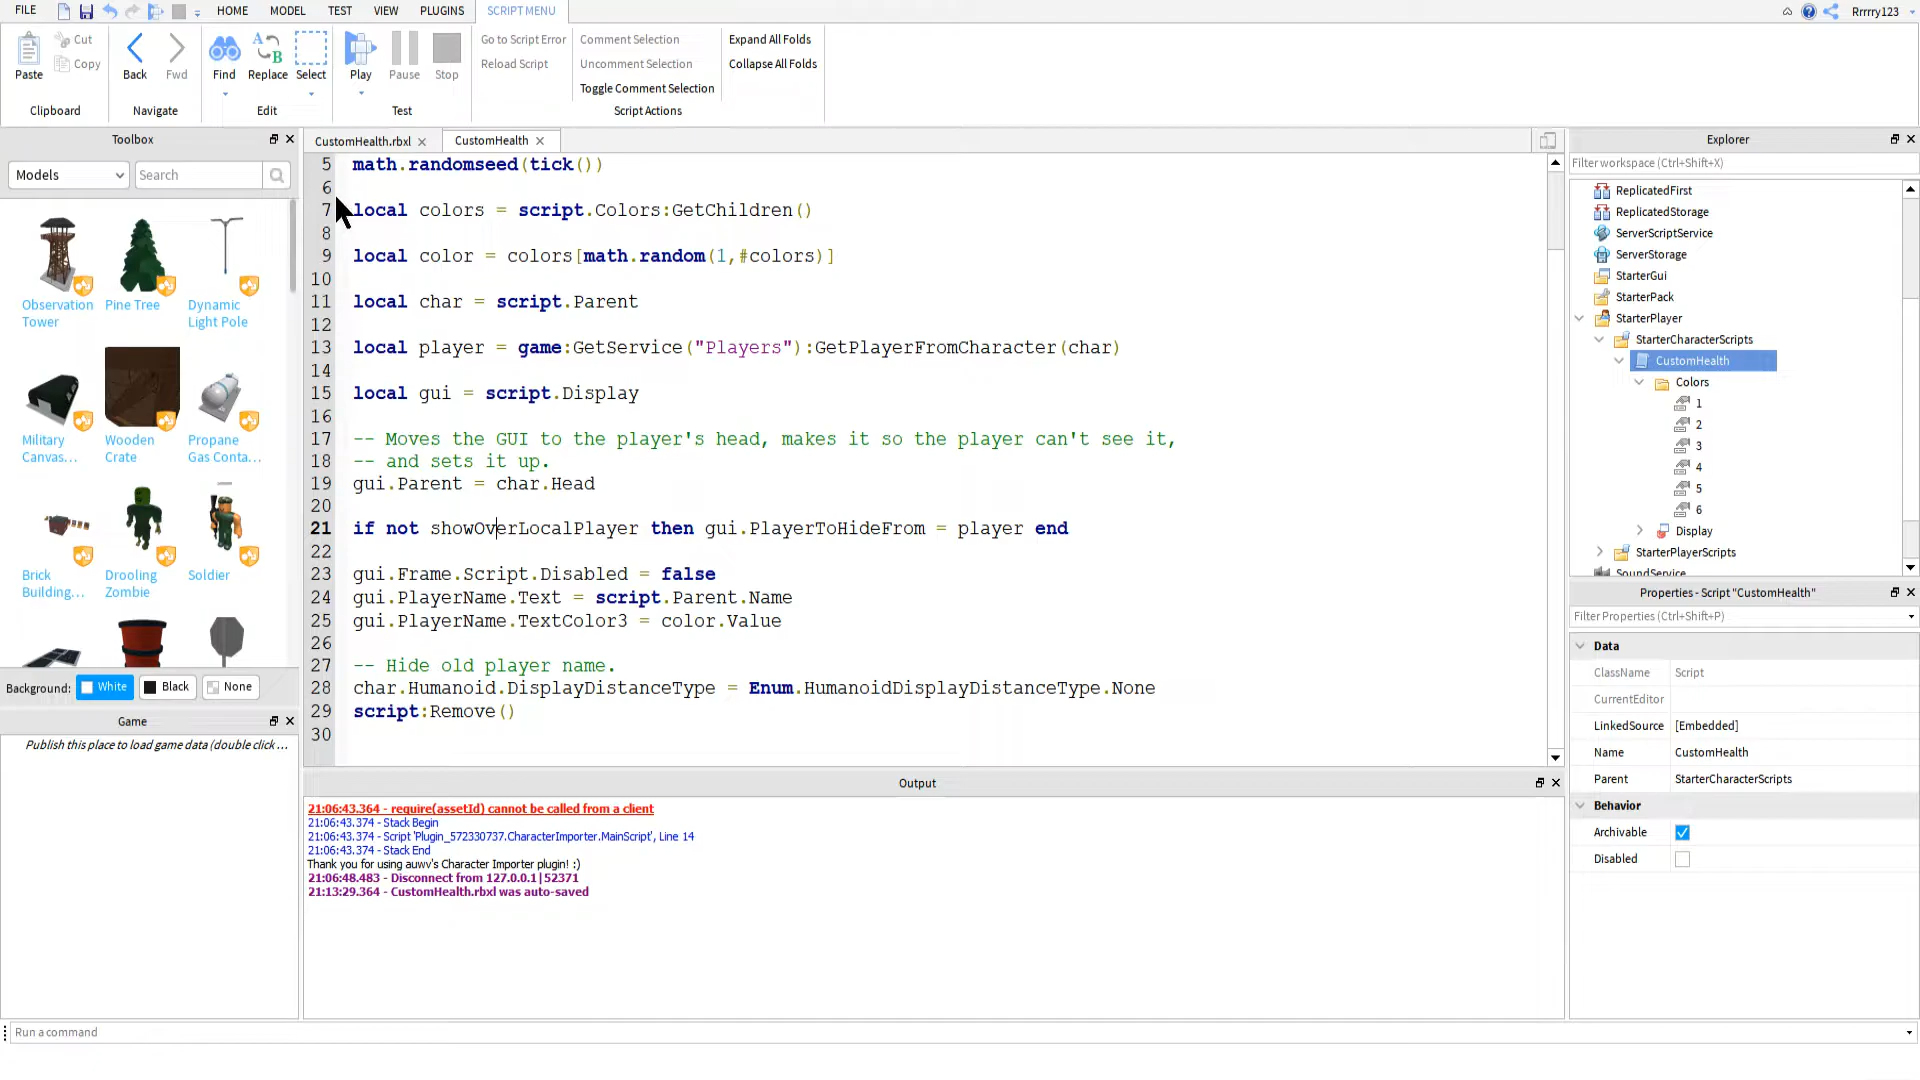 FILE
HOME
MODEL
TEST
VIEW
PLUGINS
SCRIPT MENU
Rrrrry123
Paste
Cut
Copy
Clipboard
Back
Fwd
Navigate
Find
Replace
Select
Edit
Play
Pause
Stop
Test
Go to Script Error
Reload Script
Comment Selection
Uncomment Selection
Toggle Comment Selection
Script Actions
Expand All Folds
Collapse All Folds
Toolbox
Models
Search
Observation
Tower
Pine Tree
Dynamic
Light Pole
Military
Canvas...
Wooden
Crate
Propane
Gas Conta...
Brick
Building...
Drooling
Zombie
Soldier
Background:
White
Black
None
Game
Publish this place to load game data (double click ...
CustomHealth.rbxl
CustomHealth
5 math.randomseed(tick())
6
7 local colors = script.Colors:GetChildren()
8
9 local color = colors[math.random(1,#colors)]
10
11 local char = script.Parent
12
13 local player = game:GetService("Players"):GetPlayerFromCharacter(char)
14
15 local gui = script.Display
16
17 -- Moves the GUI to the player's head, makes it so the player can't see it,
18 -- and sets it up.
19 gui.Parent = char.Head
20
21 if not showOverLocalPlayer then gui.PlayerToHideFrom = player end
22
23 gui.Frame.Script.Disabled = false
24 gui.PlayerName.Text = script.Parent.Name
25 gui.PlayerName.TextColor3 = color.Value
26
27 -- Hide old player name.
28 char.Humanoid.DisplayDistanceType = Enum.HumanoidDisplayDistanceType.None
29 script:Remove()
30
Output
21:06:43.364 - require(assetId) cannot be called from a client
21:06:43.374 - Stack Begin
21:06:43.374 - Script 'Plugin_572330737.CharacterImporter.MainScript', Line 14
21:06:43.374 - Stack End
Thank you for using auwv's Character Importer plugin! :)
21:06:48.483 - Disconnect from 127.0.0.1|52371
21:13:29.364 - CustomHealth.rbxl was auto-saved
Explorer
Filter workspace (Ctrl+Shift+X)
ReplicatedFirst
ReplicatedStorage
ServerScriptService
ServerStorage
StarterGui
StarterPack
StarterPlayer
StarterCharacterScripts
CustomHealth
Colors
1
2
3
4
5
6
Display
StarterPlayerScripts
SoundService
Properties - Script "CustomHealth"
Filter Properties (Ctrl+Shift+P)
Data
ClassName Script
CurrentEditor
LinkedSource [Embedded]
Name CustomHealth
Parent StarterCharacterScripts
Behavior
Archivable
Disabled
Run a command